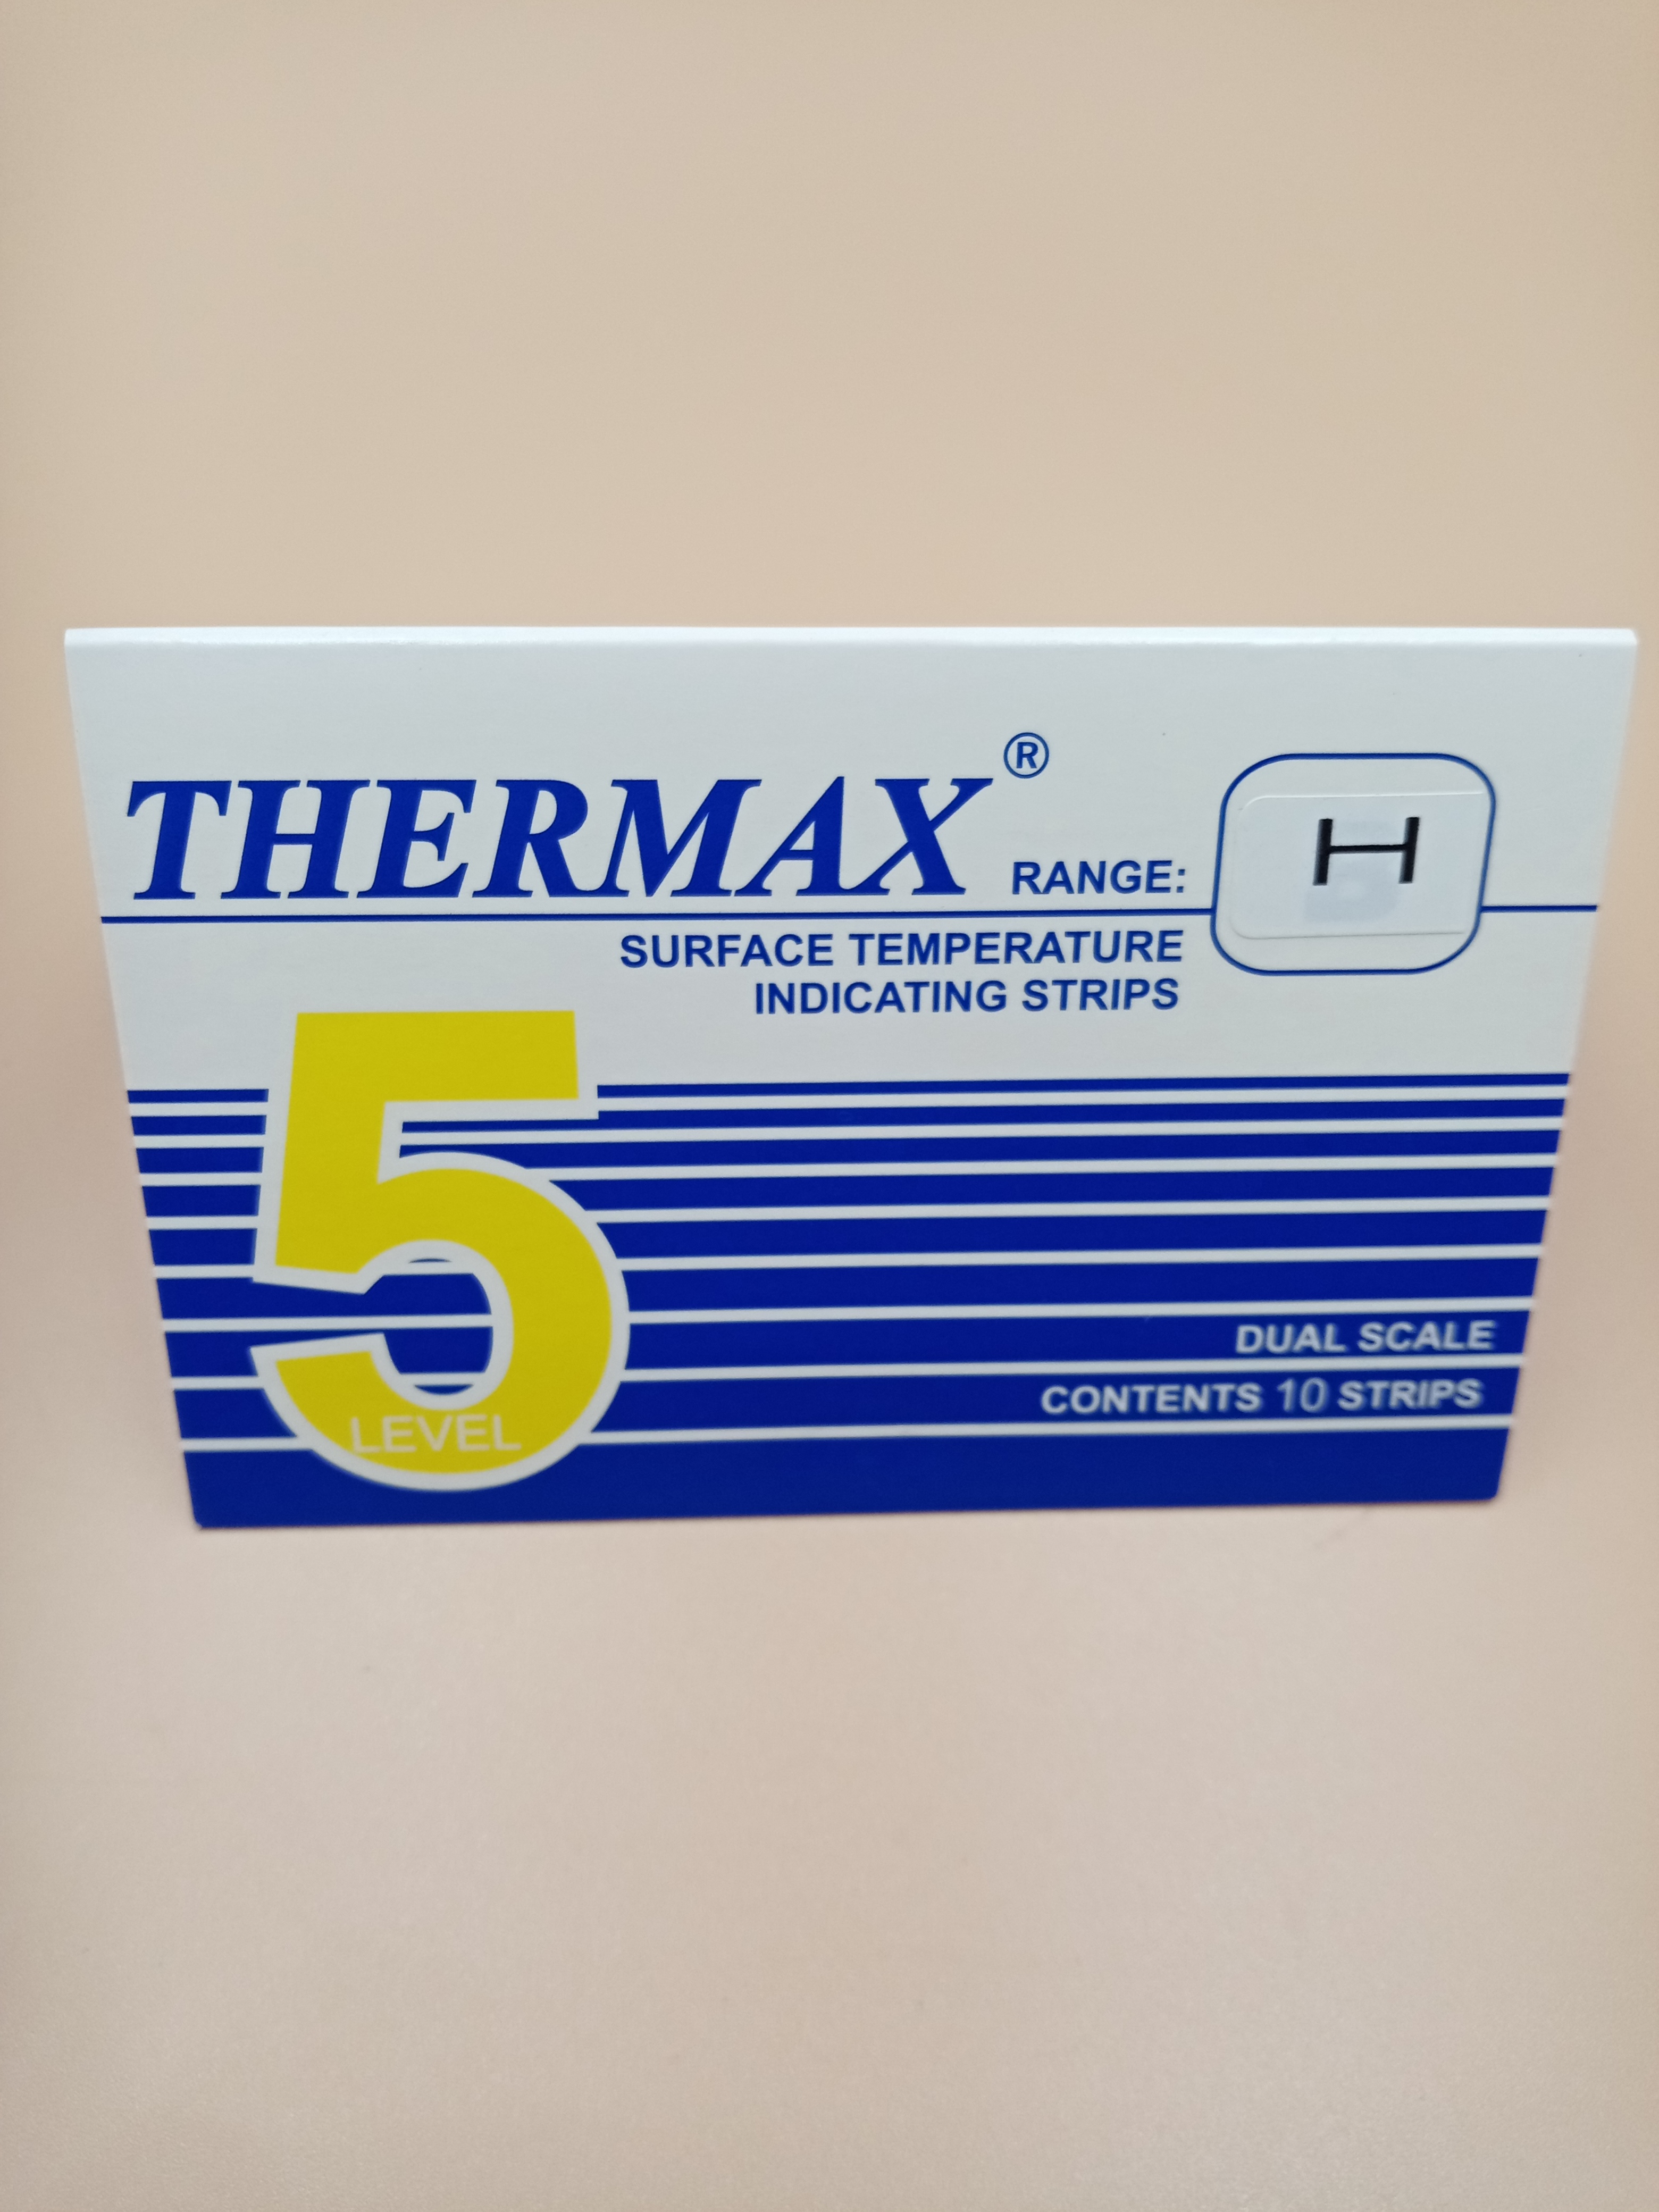 THERMAX®
RANGE: H
SURFACE TEMPERATURE
INDICATING STRIPS
5
LEVEL
DUAL SCALE
CONTENTS 10 STRIPS